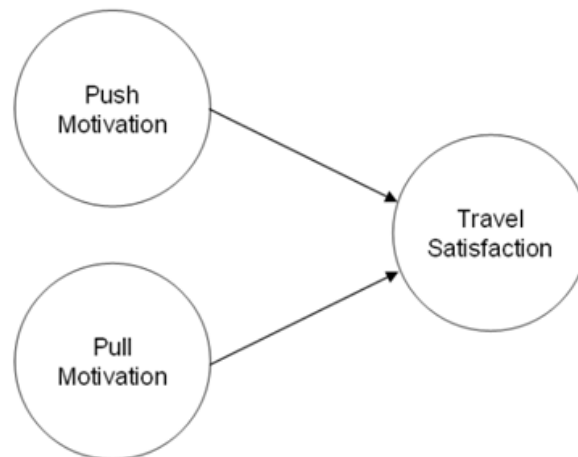 Push
Motivation
Travel
Satisfaction
Pull
Motivation